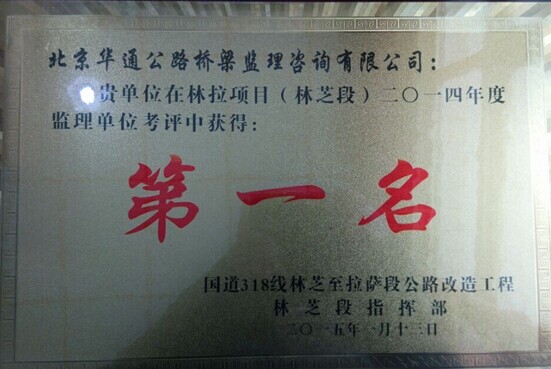 北京华通公路桥梁监理咨询有限公司：
贵单位在林拉项目（林芝段）二〇一四年度
监理单位考评中获得：
第一名
国道318线林芝至拉萨段公路改造工程
林芝段指挥部
二〇一五年一月十三日